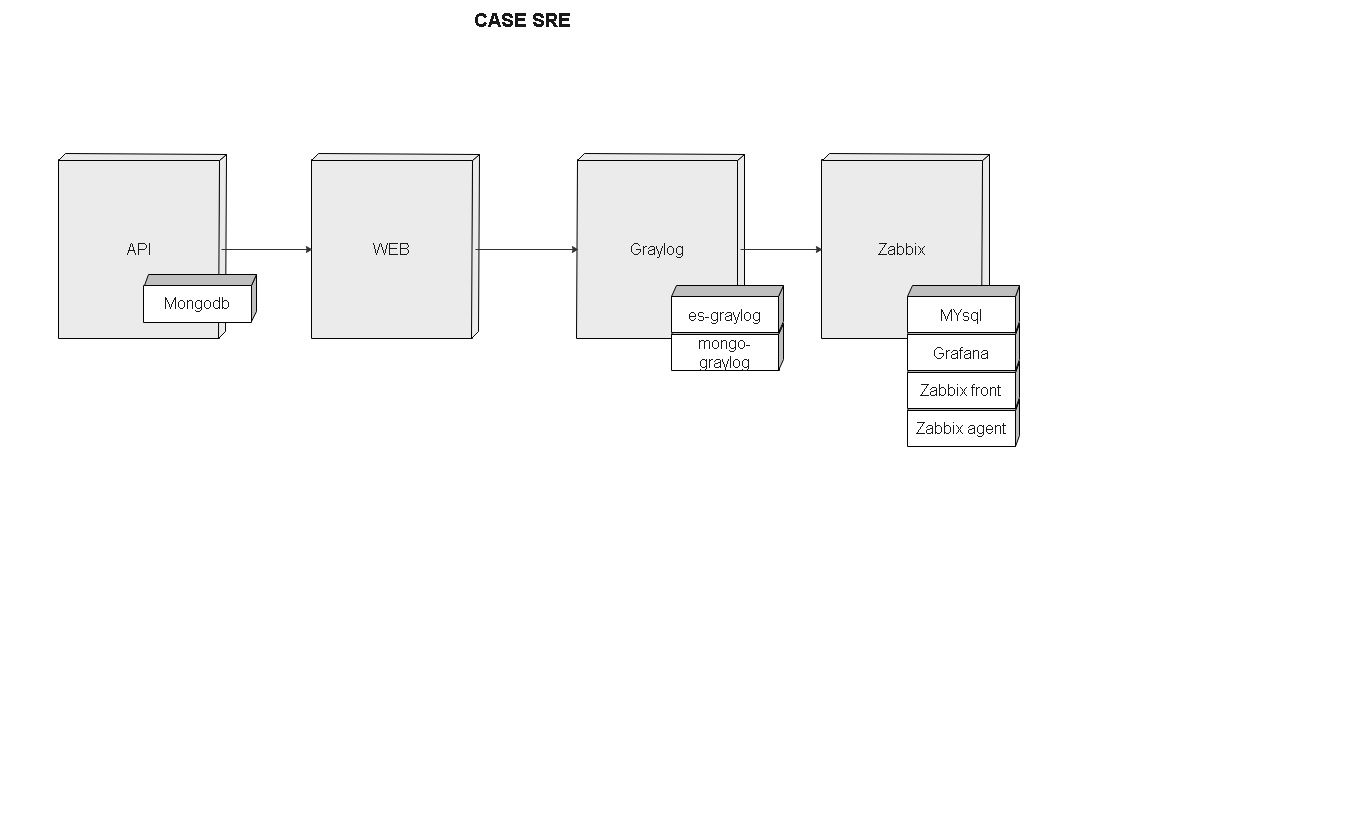 CASE SRE
API
WEB
Graylog
Zabbix
Mongodb
es-graylog
mongo-
graylog
MYsql
Grafana
Zabbix front
Zabbix agent